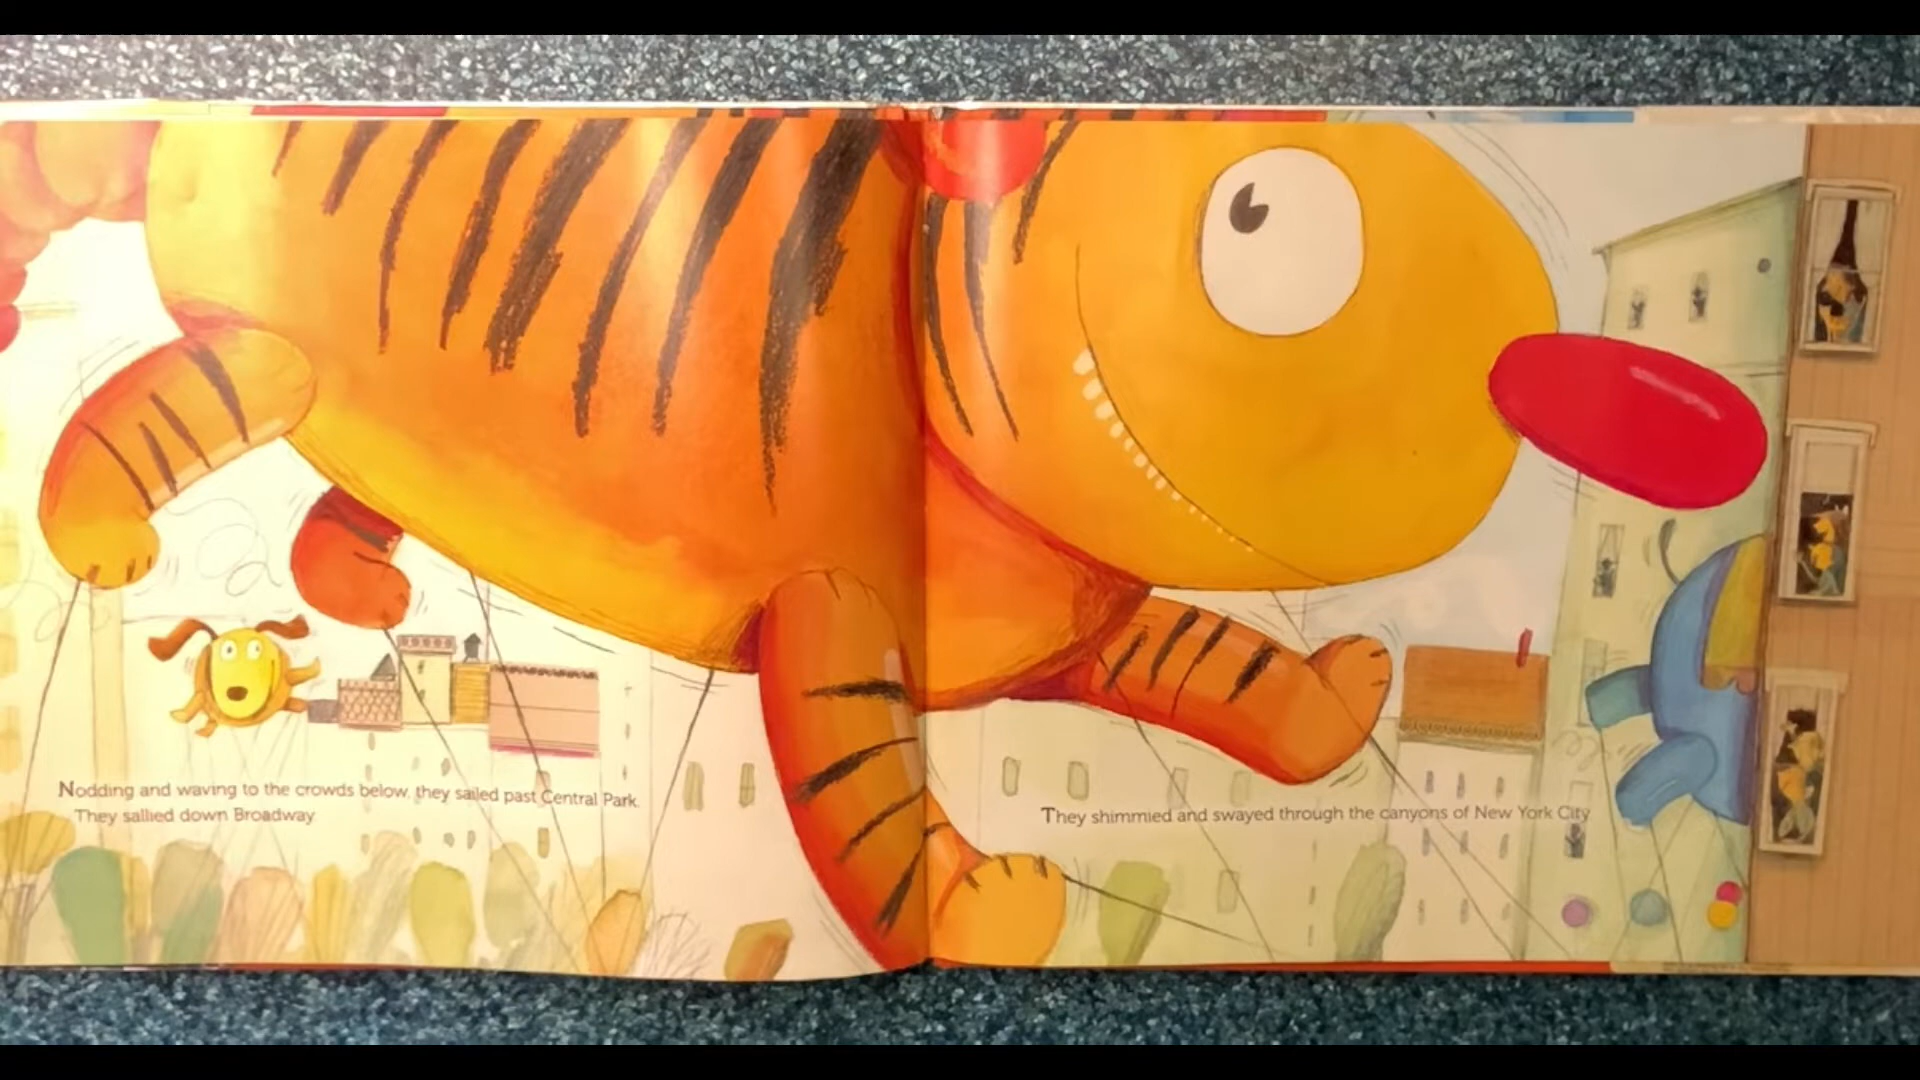 Nodding and waving to the crowds below, they sailed past Central Park.
They sallied down Broadway.
They shimmied and swayed through the canyons of New York City.